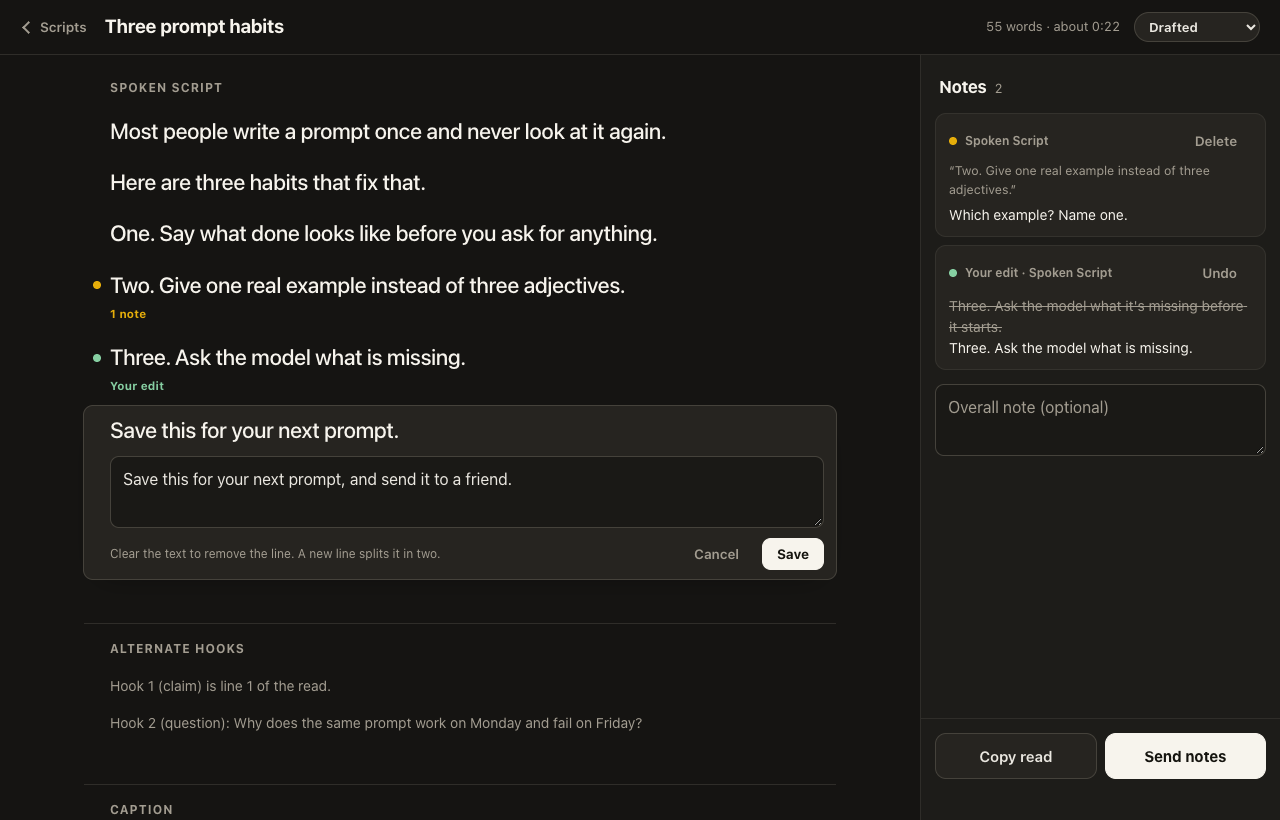 Scripts
Three prompt habits
55 words · about 0:22
Drafted
SPOKEN SCRIPT
Most people write a prompt once and never look at it again.
Here are three habits that fix that.
One. Say what done looks like before you ask for anything.
Two. Give one real example instead of three adjectives.
1 note
Three. Ask the model what is missing.
Your edit
Save this for your next prompt.
Save this for your next prompt, and send it to a friend.
Clear the text to remove the line. A new line splits it in two.
Cancel
Save
ALTERNATE HOOKS
Hook 1 (claim) is line 1 of the read.
Hook 2 (question): Why does the same prompt work on Monday and fail on Friday?
CAPTION
Notes 2
Spoken Script
Delete
“Two. Give one real example instead of three
adjectives.”
Which example? Name one.
Your edit · Spoken Script
Undo
Three. Ask the model what it's missing before
it starts.
Three. Ask the model what is missing.
Overall note (optional)
Copy read
Send notes